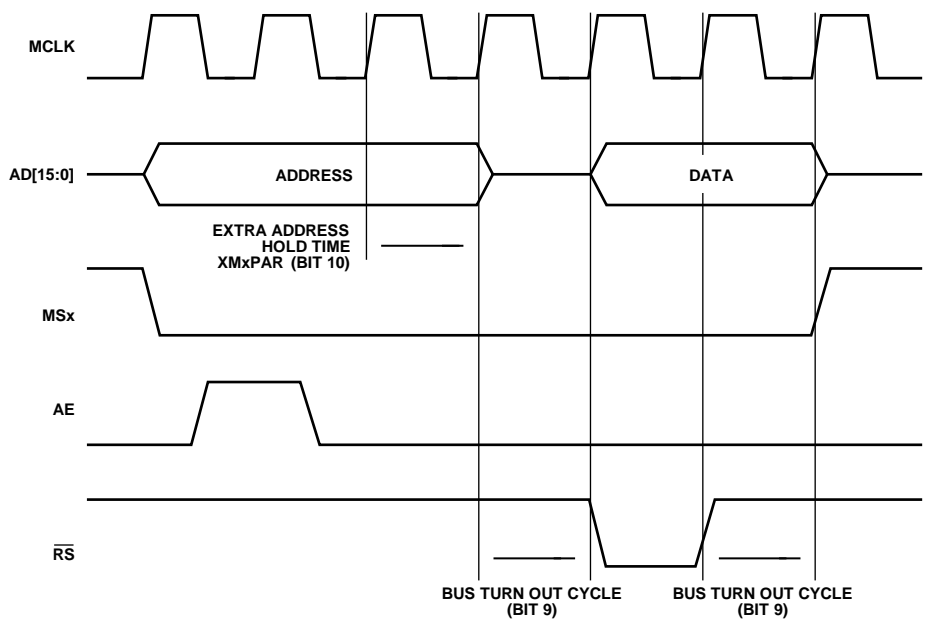 MCLK
AD[15:0]
ADDRESS
DATA
EXTRA ADDRESS
HOLD TIME
XMxPAR (BIT 10)
MSx
AE
RS
BUS TURN OUT CYCLE
(BIT 9)
BUS TURN OUT CYCLE
(BIT 9)